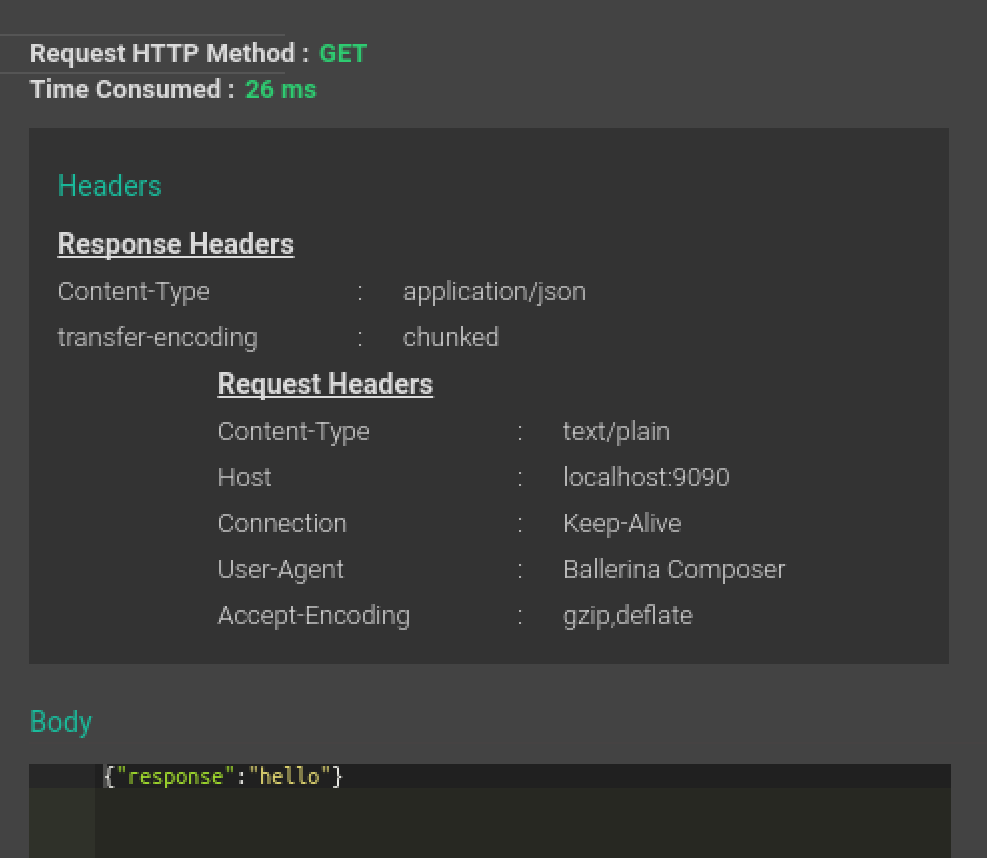 Request HTTP Method : GET
Time Consumed : 26 ms
Headers
Response Headers
Content-Type : application/json
transfer-encoding : chunked
Request Headers
Content-Type : text/plain
Host : localhost:9090
Connection : Keep-Alive
User-Agent : Ballerina Composer
Accept-Encoding : gzip,deflate
Body
{"response":"hello"}